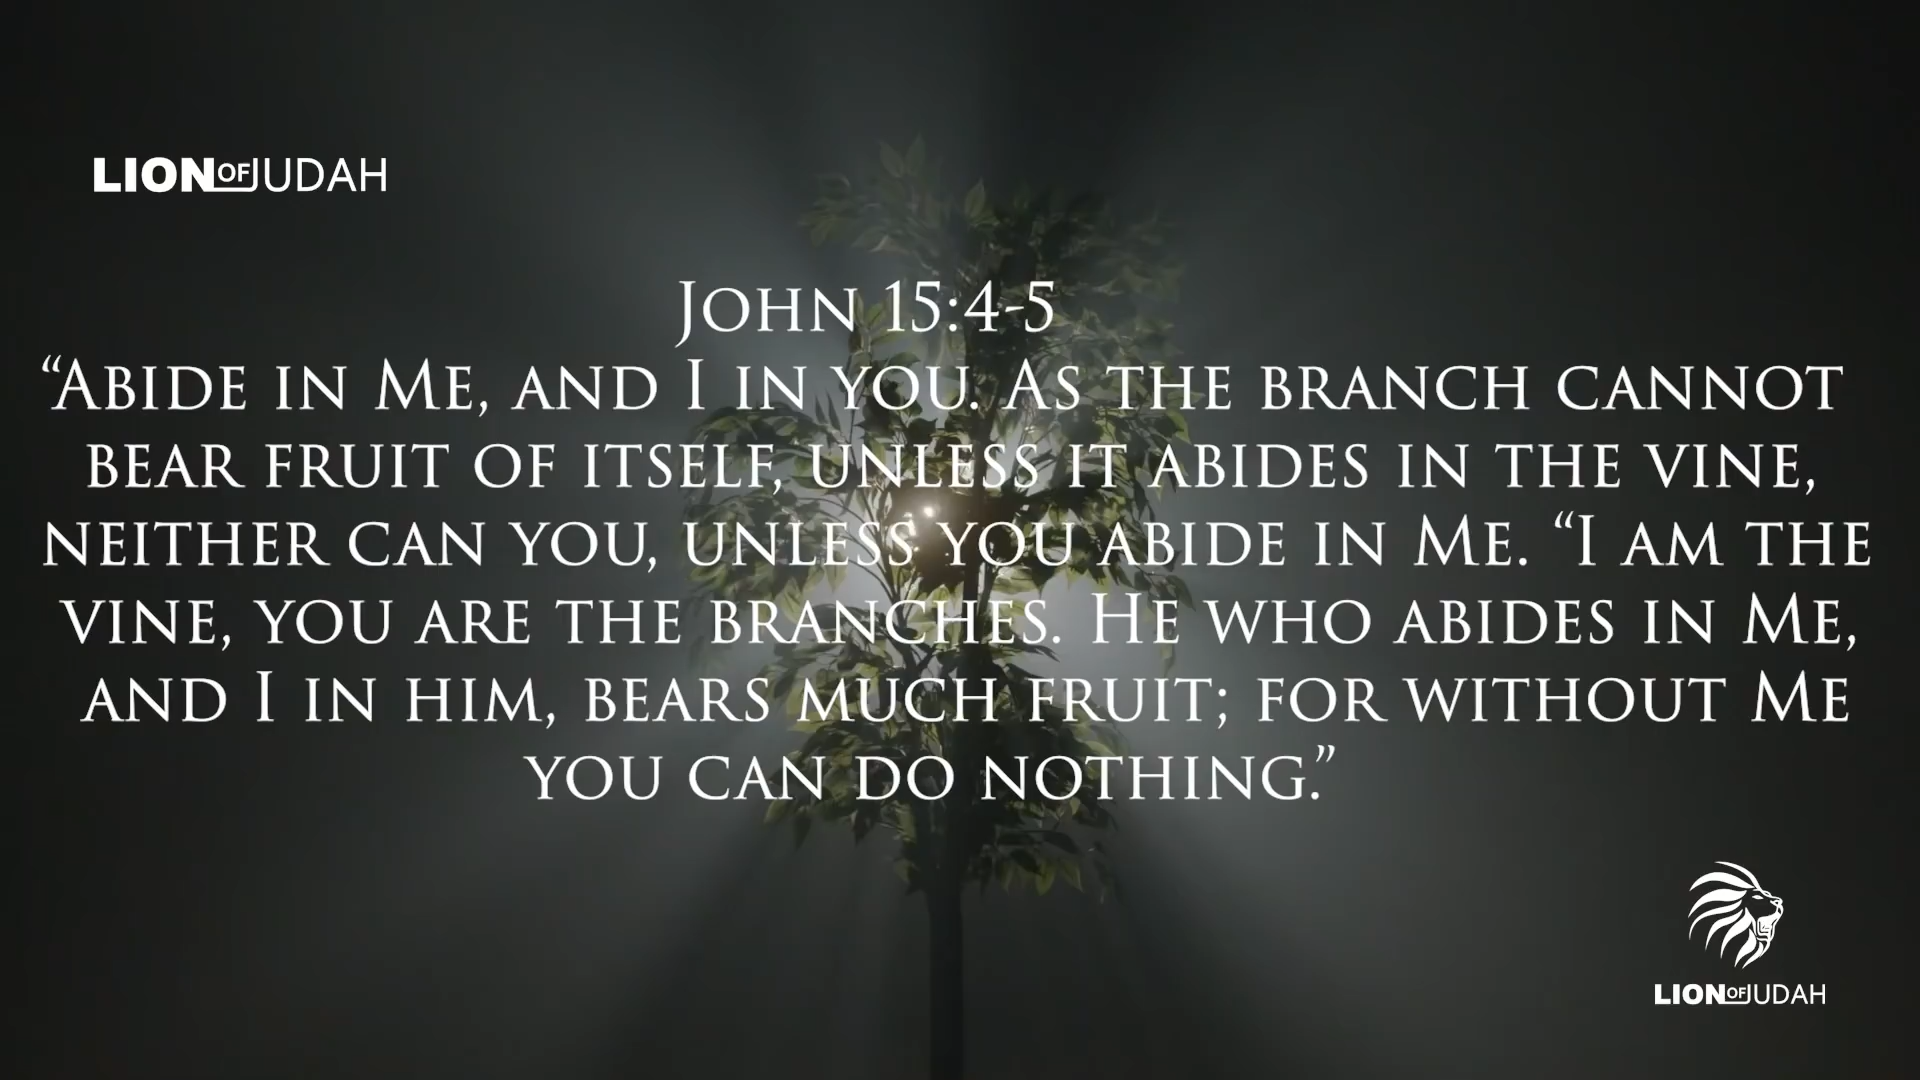 LION OF JUDAH
John 15:4-5
“Abide in Me, and I in you. As the branch cannot
bear fruit of itself, unless it abides in the vine,
neither can you, unless you abide in Me. “I am the
vine, you are the branches. He who abides in Me,
and I in him, bears much fruit; for without Me
you can do nothing.”
LION OF JUDAH